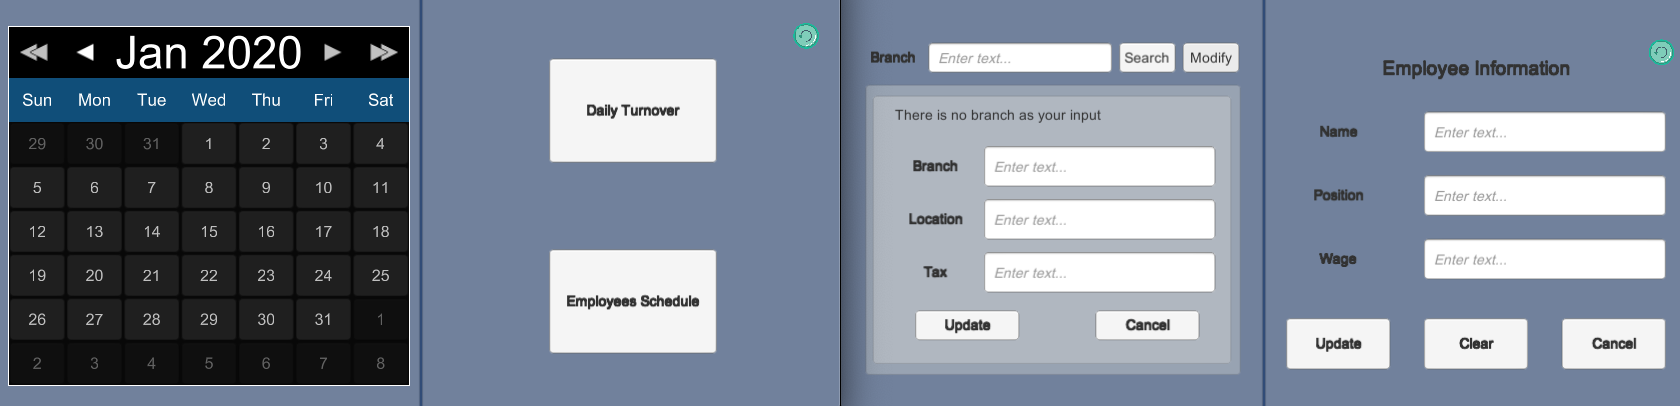 Jan 2020
Sun Mon Tue Wed Thu Fri Sat
29 30 31 1 2 3 4
5 6 7 8 9 10 11
12 13 14 15 16 17 18
19 20 21 22 23 24 25
26 27 28 29 30 31 1
2 3 4 5 6 7 8
Daily Turnover
Employees Schedule
Branch Enter text... Search Modify
There is no branch as your input
Branch Enter text...
Location Enter text...
Tax Enter text...
Update Cancel
Employee Information
Name Enter text...
Position Enter text...
Wage Enter text...
Update Clear Cancel